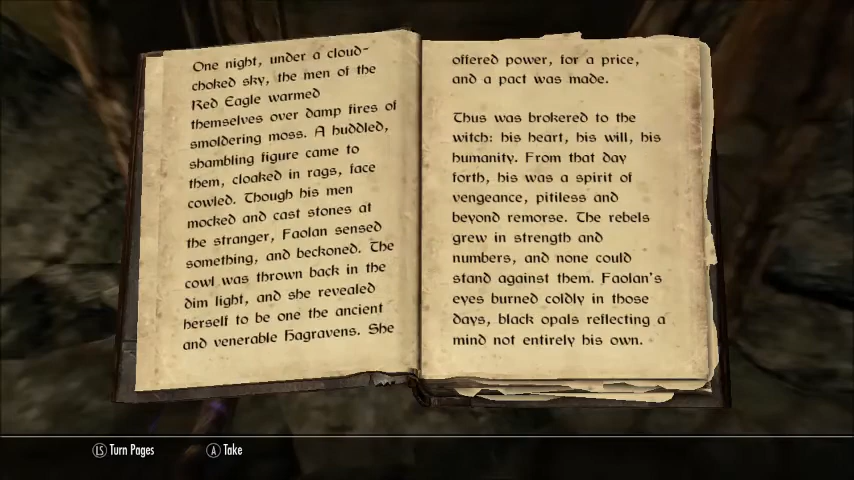 One night, under a cloud-
choked sky, the men of the
Red Eagle warmed
themselves over damp fires of
smoldering moss. A huddled,
shambling figure came to
them, cloaked in rags, face
cowled. Though his men
mocked and cast stones at
the stranger, Faolan sensed
something, and beckoned. The
cowl was thrown back in the
dim light, and she revealed
herself to be one the ancient
and venerable Hagravens. She
offered power, for a price,
and a pact was made.
Thus was brokered to the
witch: his heart, his will, his
humanity. From that day
forth, his was a spirit of
vengeance, pitiless and
beyond remorse. The rebels
grew in strength and
numbers, and none could
stand against them. Faolan's
eyes burned coldly in those
days, black opals reflecting a
mind not entirely his own.
LS Turn Pages
A Take